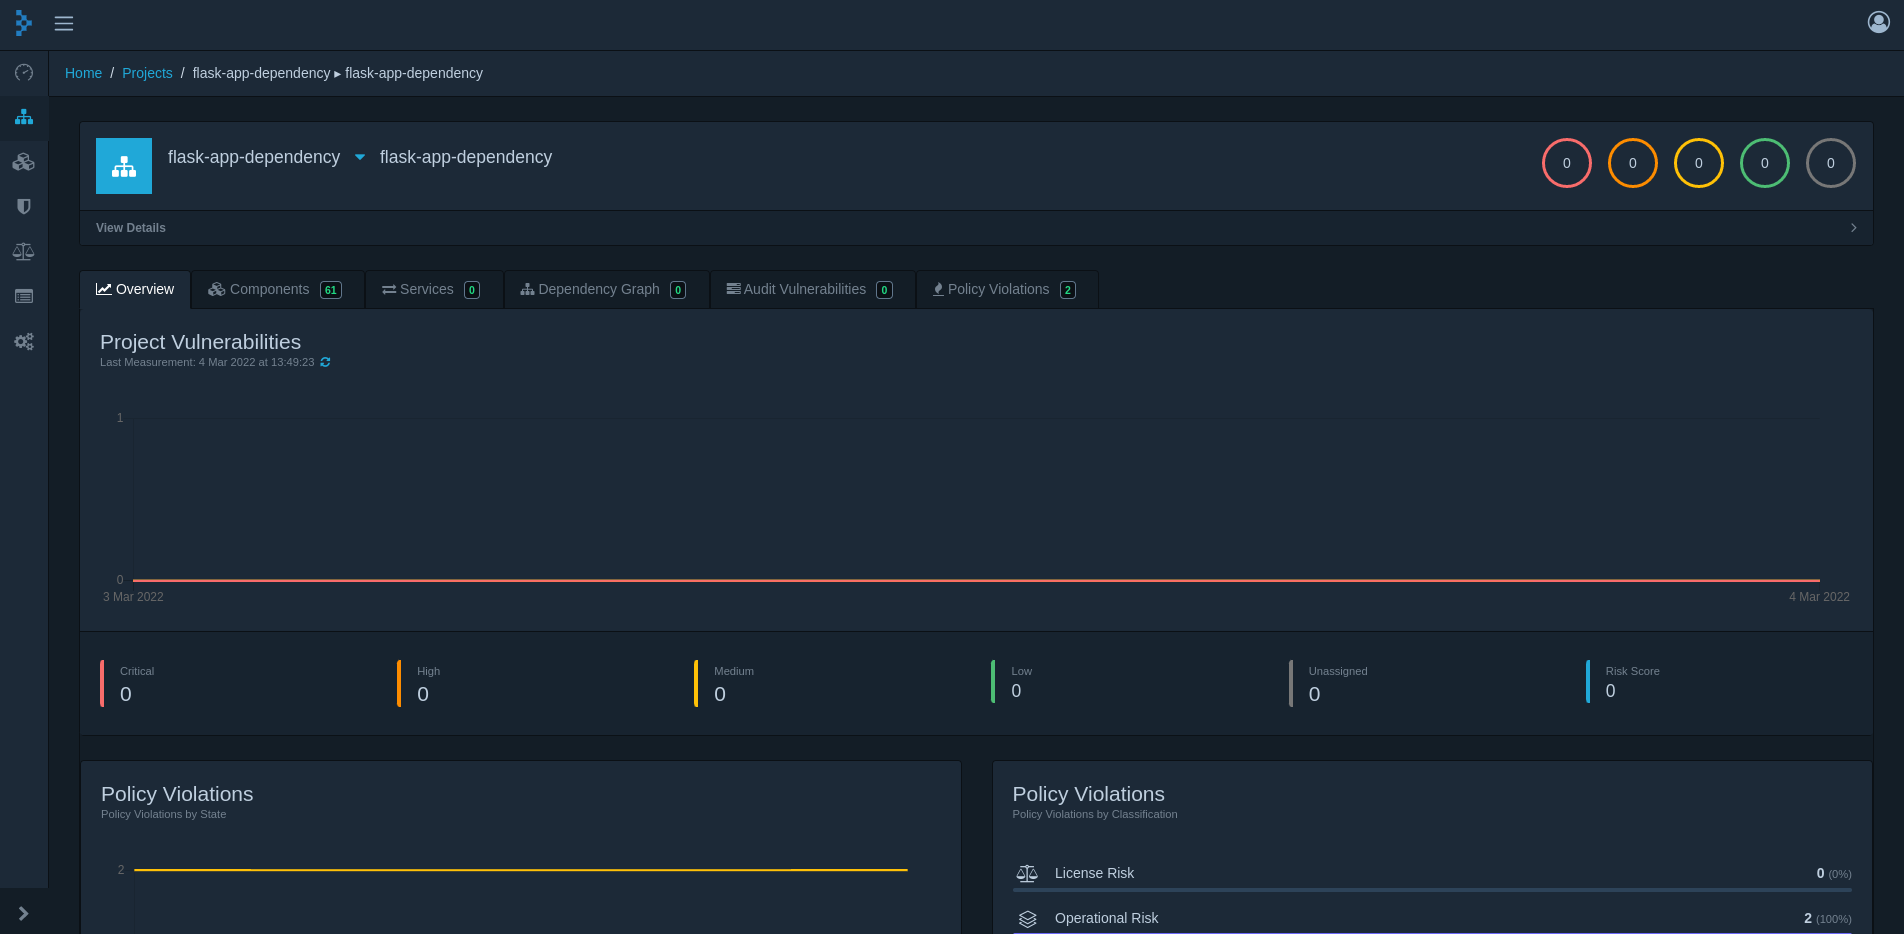 Home / Projects / flask-app-dependency ▸ flask-app-dependency
flask-app-dependency flask-app-dependency
0 0 0 0 0
View Details
Overview Components 61 Services 0 Dependency Graph 0 Audit Vulnerabilities 0 Policy Violations 2
Project Vulnerabilities
Last Measurement: 4 Mar 2022 at 13:49:23
1
0
3 Mar 2022 4 Mar 2022
Critical High Medium Low Unassigned Risk Score
0 0 0 0 0 0
Policy Violations
Policy Violations by State
2
Policy Violations
Policy Violations by Classification
License Risk 0 (0%)
Operational Risk 2 (100%)